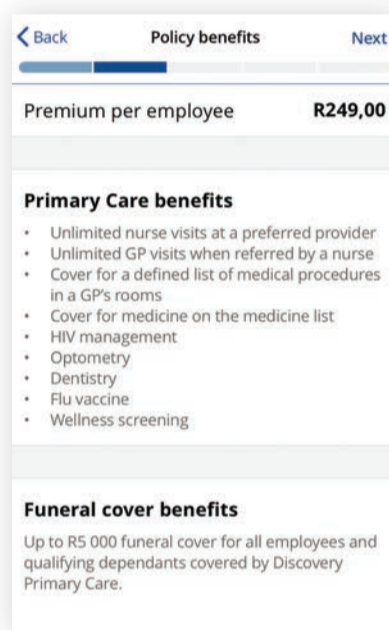 Back Policy benefits Next
Premium per employee R249,00
Primary Care benefits
• Unlimited nurse visits at a preferred provider
• Unlimited GP visits when referred by a nurse
• Cover for a defined list of medical procedures
in a GP's rooms
• Cover for medicine on the medicine list
• HIV management
• Optometry
• Dentistry
• Flu vaccine
• Wellness screening
Funeral cover benefits
Up to R5 000 funeral cover for all employees and
qualifying dependants covered by Discovery
Primary Care.